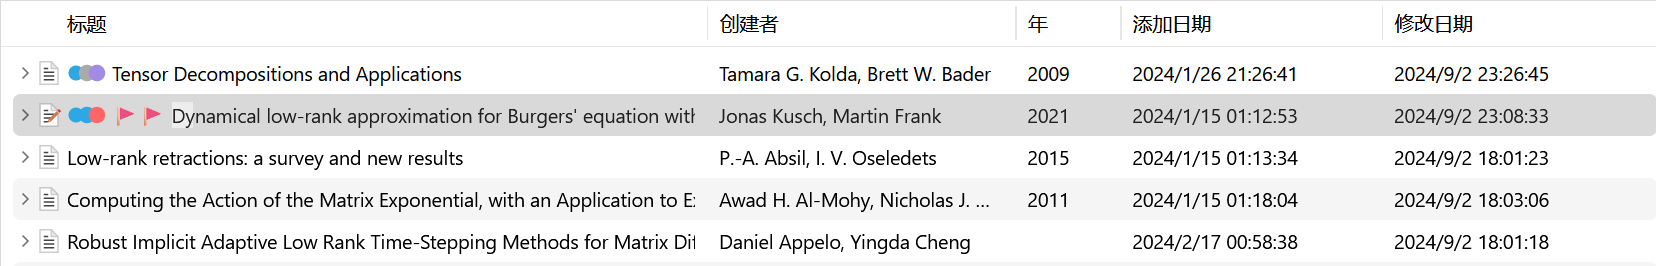 标题 创建者 年 添加日期 修改日期
Tensor Decompositions and Applications Tamara G. Kolda, Brett W. Bader 2009 2024/1/26 21:26:41 2024/9/2 23:26:45
Dynamical low-rank approximation for Burgers' equation with Jonas Kusch, Martin Frank 2021 2024/1/15 01:12:53 2024/9/2 23:08:33
Low-rank retractions: a survey and new results P.-A. Absil, I. V. Oseledets 2015 2024/1/15 01:13:34 2024/9/2 18:01:23
Computing the Action of the Matrix Exponential, with an Application to Ex Awad H. Al-Mohy, Nicholas J. ... 2011 2024/1/15 01:18:04 2024/9/2 18:03:06
Robust Implicit Adaptive Low Rank Time-Stepping Methods for Matrix Dif Daniel Appelo, Yingda Cheng 2024/2/17 00:58:38 2024/9/2 18:01:18